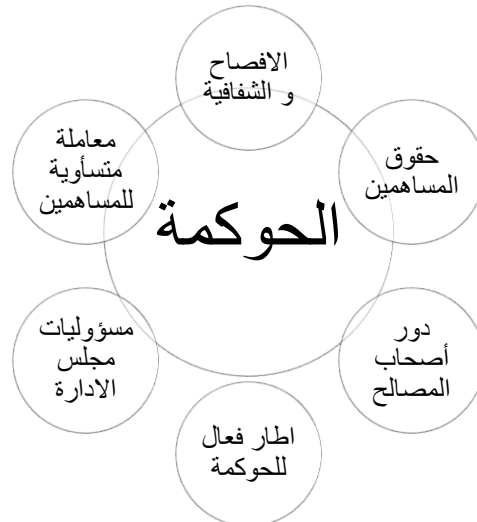 الافصاح
و الشفافية
حقوق
المساهمين
دور
أصحاب
المصالح
اطار فعال
للحوكمة
مسؤوليات
مجلس
الادارة
معاملة
متسأوية
للمساهمين
الحوكمة